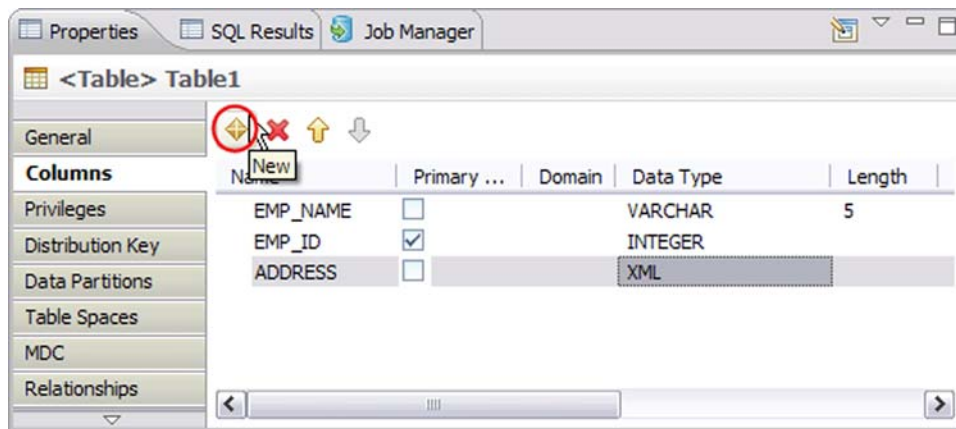 Properties SQL Results Job Manager
<Table> Table1
General
Columns
Privileges
Distribution Key
Data Partitions
Table Spaces
MDC
Relationships
New
Primary ... Domain Data Type Length
EMP_NAME VARCHAR 5
EMP_ID INTEGER
ADDRESS XML